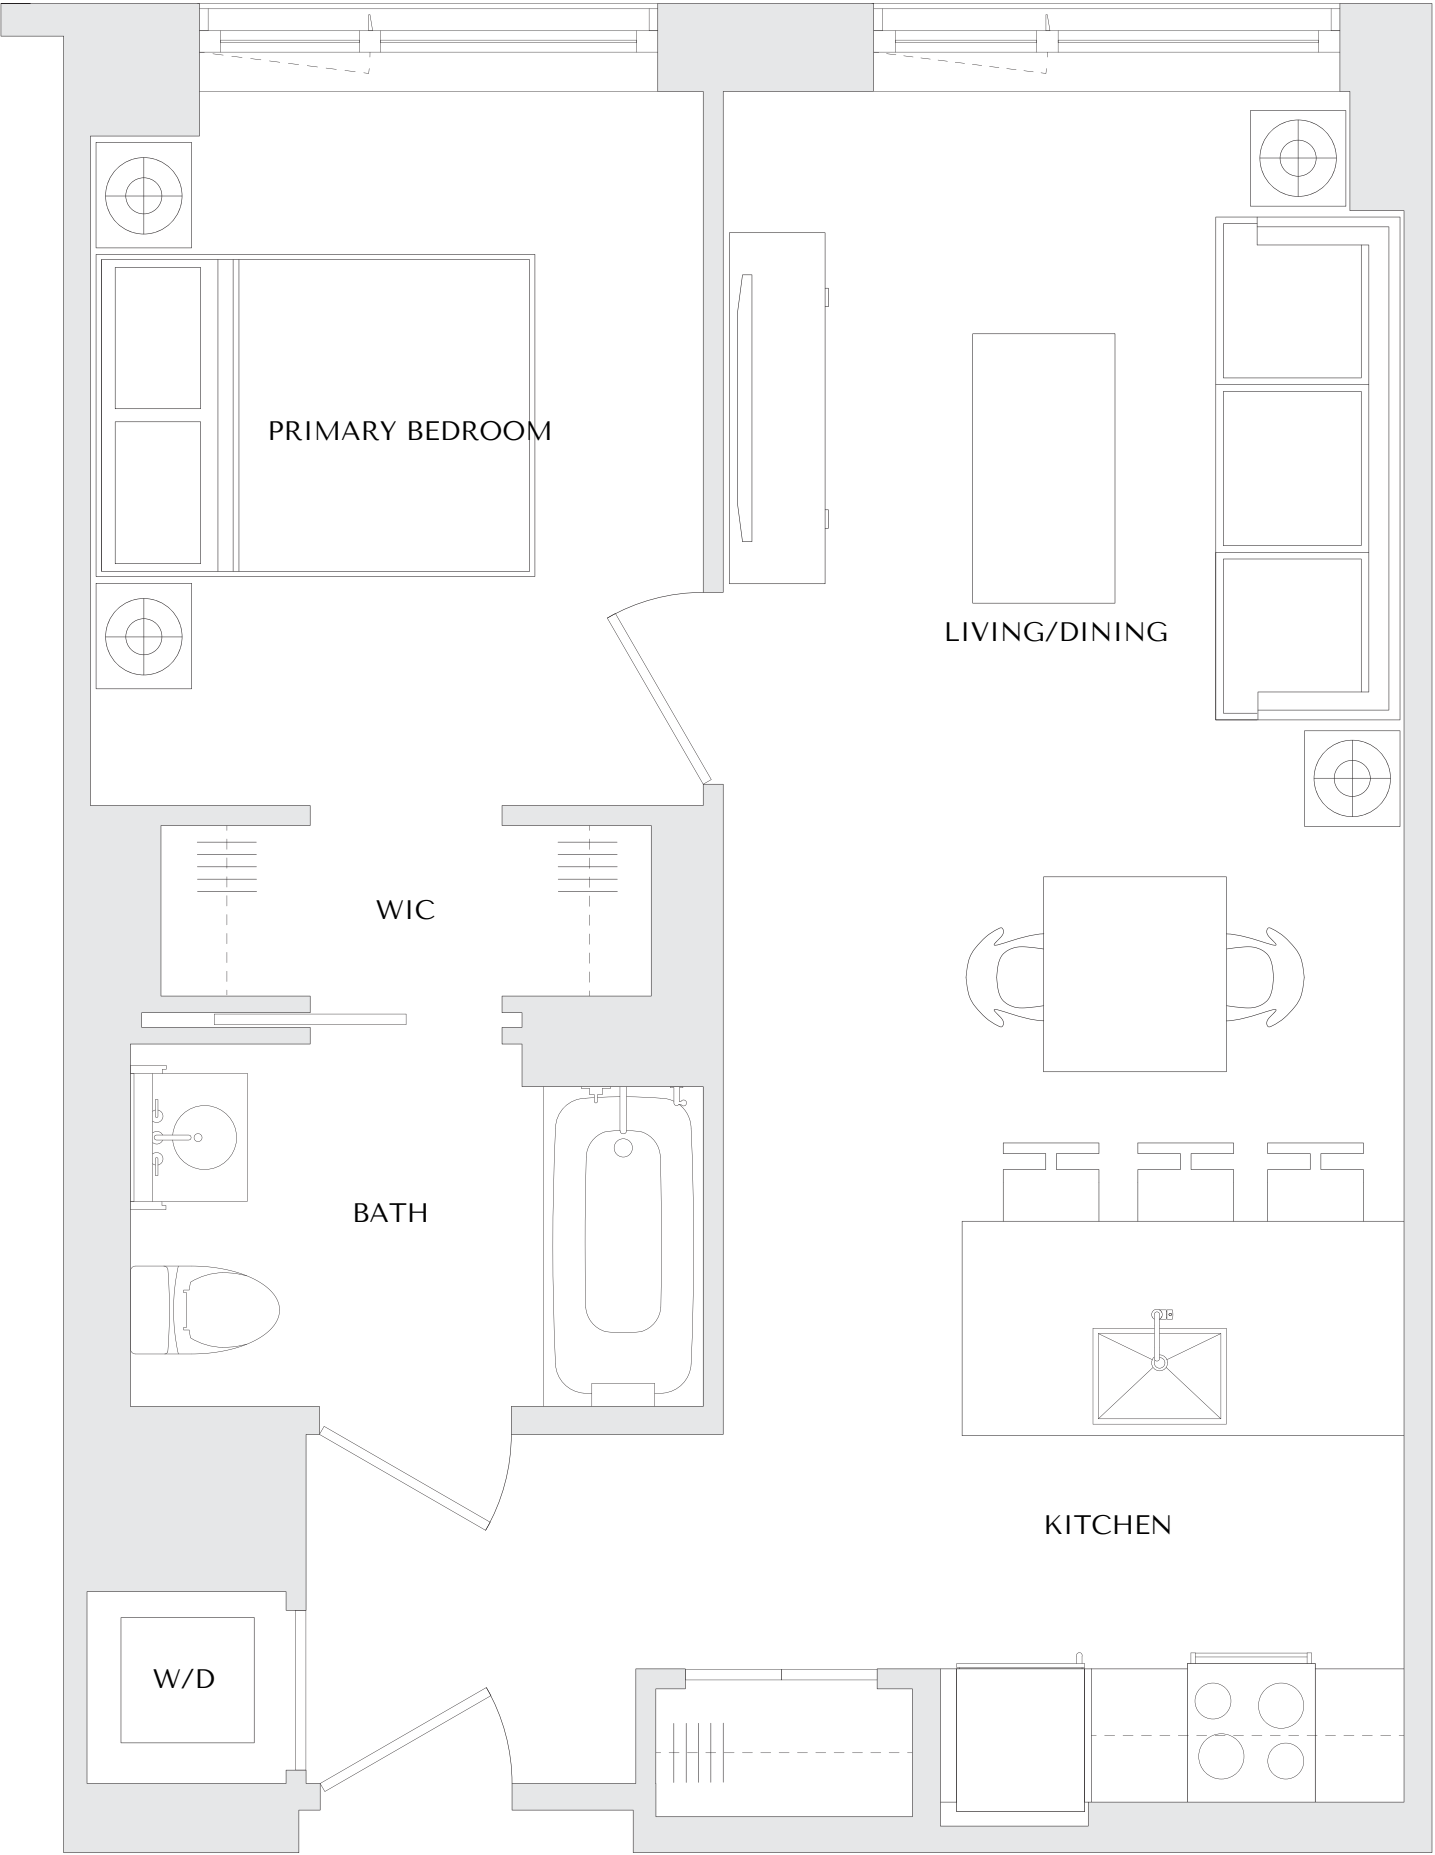 PRIMARY BEDROOM
LIVING/DINING
WIC
BATH
KITCHEN
W/D